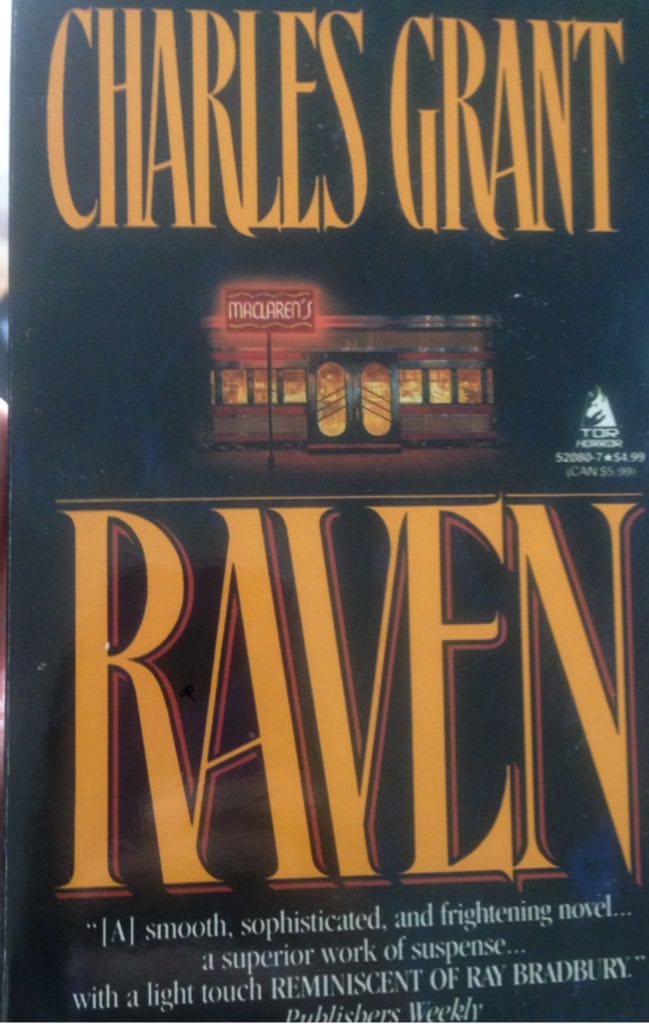 CHARLES GRANT
MACLAREN'S
TOR
HORROR
52080-7★$4.99
(CAN $5.99)
RAVEN
"[A] smooth, sophisticated, and frightening novel...
a superior work of suspense...
with a light touch REMINISCENT OF RAY BRADBURY."
Publishers Weekly